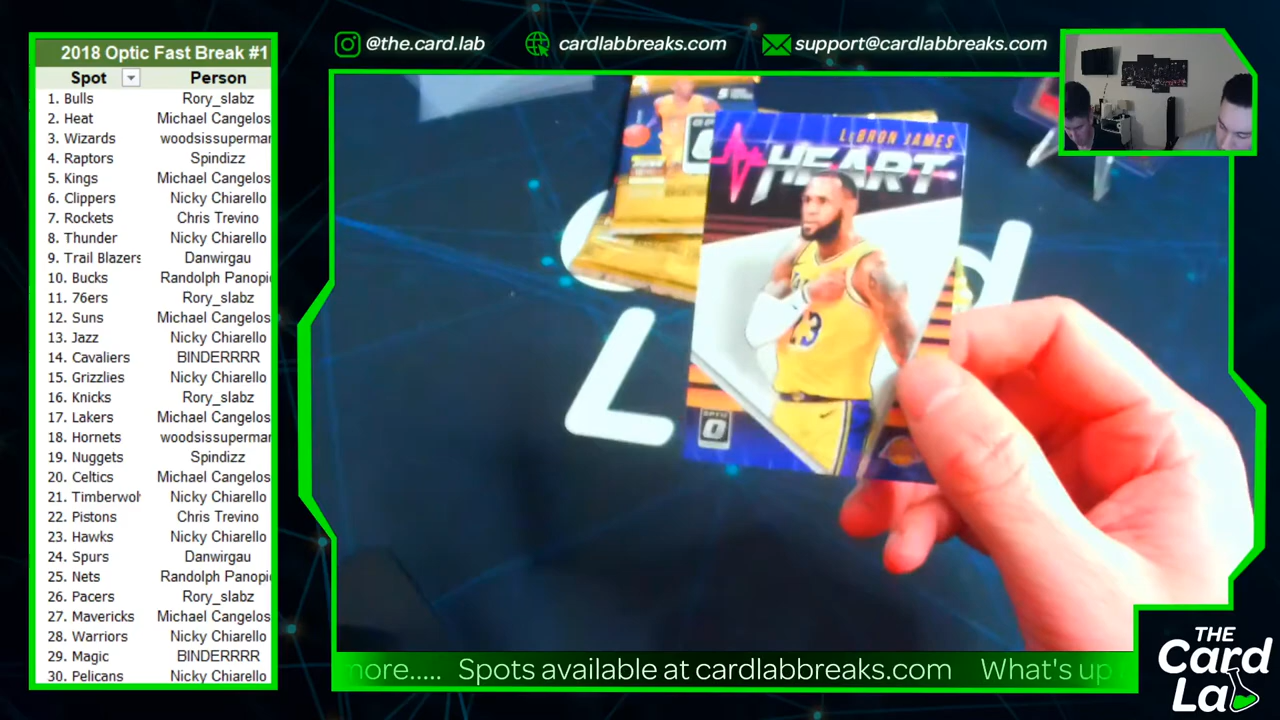 2018 Optic Fast Break #1
Spot Person
1. Bulls Rory_slabz
2. Heat Michael Cangelos
3. Wizards woodsissuperma
4. Raptors Spindizz
5. Kings Michael Cangelos
6. Clippers Nicky Chiarello
7. Rockets Chris Trevino
8. Thunder Nicky Chiarello
9. Trail Blazers Danwirgau
10. Bucks Randolph Panopi
11. 76ers Rory_slabz
12. Suns Michael Cangelos
13. Jazz Nicky Chiarello
14. Cavaliers BINDERRRR
15. Grizzlies Nicky Chiarello
16. Knicks Rory_slabz
17. Lakers Michael Cangelos
18. Hornets woodsissuperma
19. Nuggets Spindizz
20. Celtics Michael Cangelos
21. Timberwol Nicky Chiarello
22. Pistons Chris Trevino
23. Hawks Nicky Chiarello
24. Spurs Danwirgau
25. Nets Randolph Panopi
26. Pacers Rory_slabz
27. Mavericks Michael Cangelos
28. Warriors Nicky Chiarello
29. Magic BINDERRRR
30. Pelicans Nicky Chiarello
@the.card.lab cardlabbreaks.com support@cardlabbreaks.com
LeBRON JAMES
HEART
23
OPTIC
L
d
more..... Spots available at cardlabbreaks.com What's up
THE
Card
La